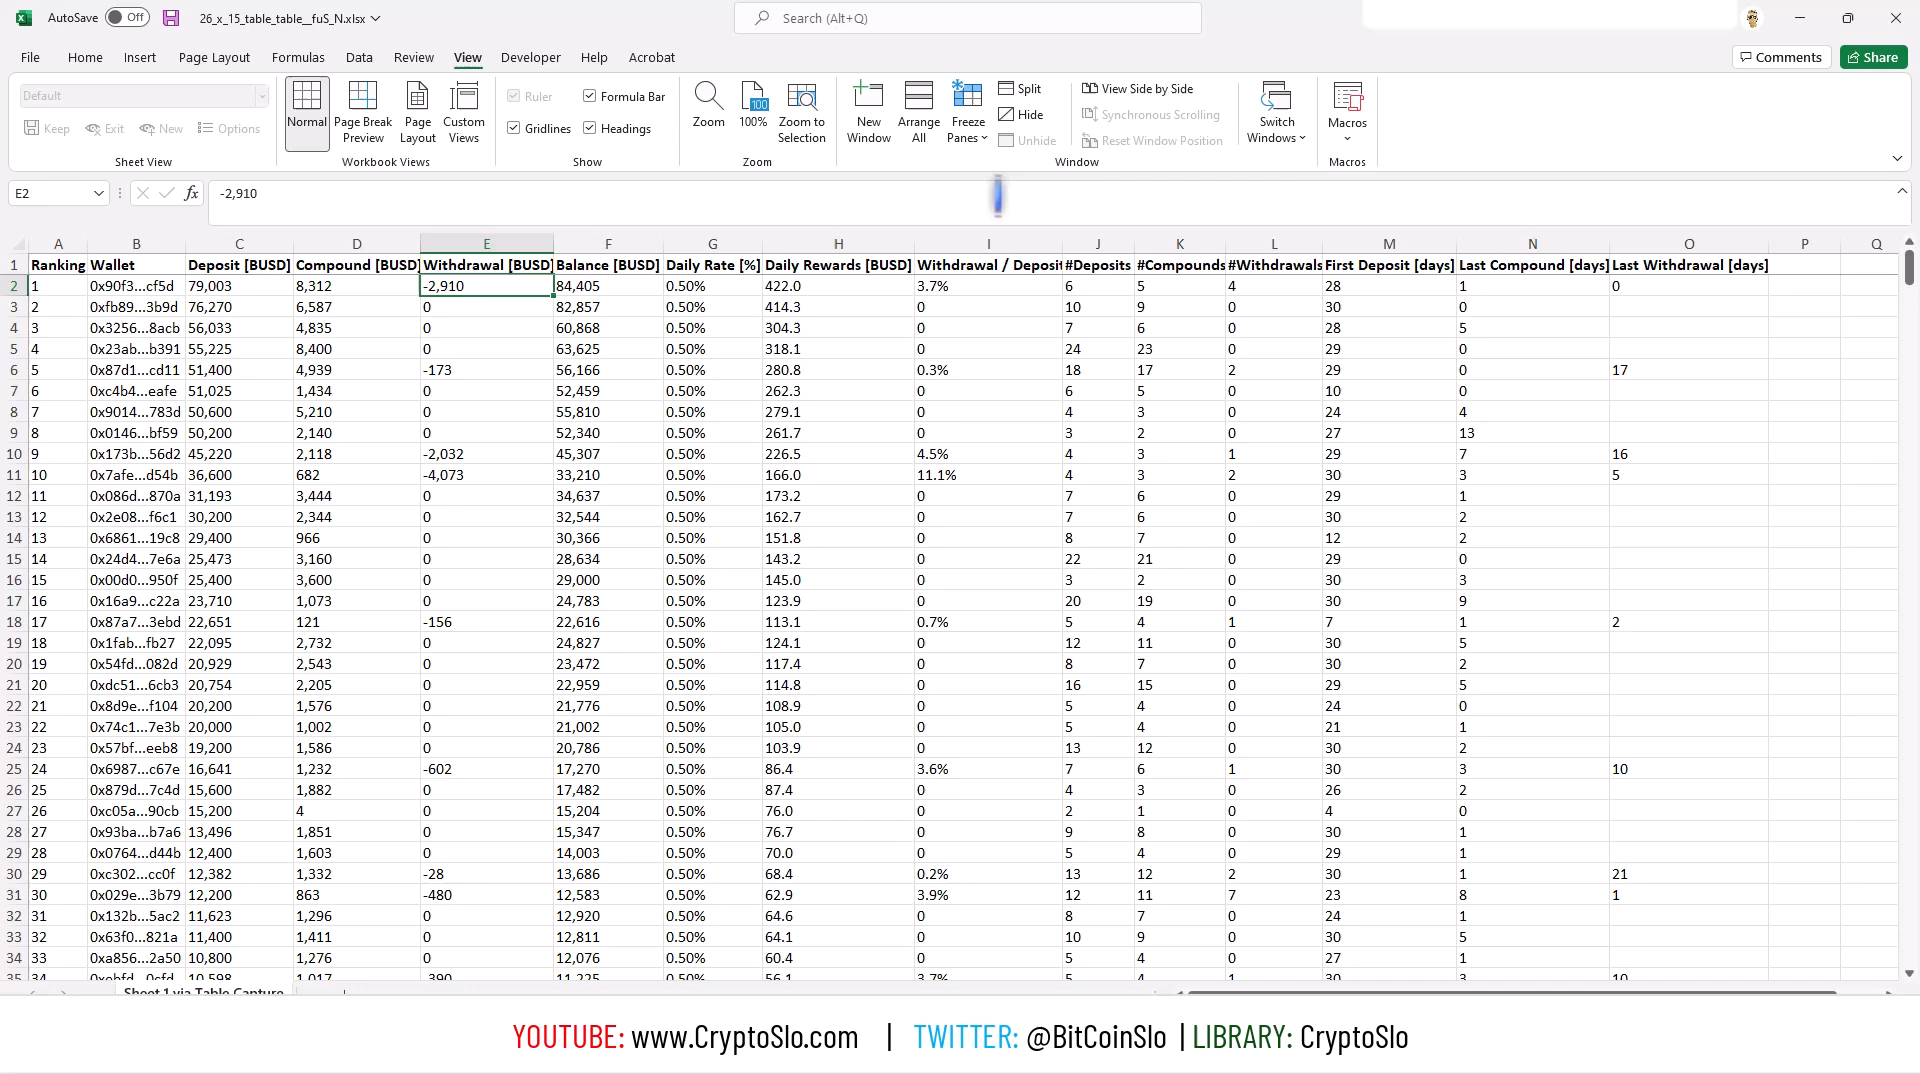 AutoSave Off 26_x_15_table_table__fuS_N.xlsx Search (Alt+Q)
File Home Insert Page Layout Formulas Data Review View Developer Help Acrobat Comments Share
Default
Keep Exit New Options
Sheet View
Normal Page Break Preview Page Layout Custom Views
Workbook Views
Ruler Formula Bar
Gridlines Headings
Show
Zoom 100% Zoom to Selection
Zoom
New Window Arrange All Freeze Panes
Split View Side by Side
Hide Synchronous Scrolling
Unhide Reset Window Position
Switch Windows
Window
Macros
Macros
E2 fx -2,910
A B C D E F G H I J K L M N O P Q
1 Ranking Wallet Deposit [BUSD] Compound [BUSD] Withdrawal [BUSD] Balance [BUSD] Daily Rate [%] Daily Rewards [BUSD] Withdrawal / Deposit #Deposits #Compounds #Withdrawals First Deposit [days] Last Compound [days] Last Withdrawal [days]
2 1 0x90f3...cf5d 79,003 8,312 -2,910 84,405 0.50% 422.0 3.7% 6 5 4 28 1 0
3 2 0xfb89...3b9d 76,270 6,587 0 82,857 0.50% 414.3 0 10 9 0 30 0
4 3 0x3256...8acb 56,033 4,835 0 60,868 0.50% 304.3 0 7 6 0 28 5
5 4 0x23ab...b391 55,225 8,400 0 63,625 0.50% 318.1 0 24 23 0 29 0
6 5 0x87d1...cd11 51,400 4,939 -173 56,166 0.50% 280.8 0.3% 18 17 2 29 0 17
7 6 0xc4b4...eafe 51,025 1,434 0 52,459 0.50% 262.3 0 6 5 0 10 0
8 7 0x9014...783d 50,600 5,210 0 55,810 0.50% 279.1 0 4 3 0 24 4
9 8 0x0146...bf59 50,200 2,140 0 52,340 0.50% 261.7 0 3 2 0 27 13
10 9 0x173b...56d2 45,220 2,118 -2,032 45,307 0.50% 226.5 4.5% 4 3 1 29 7 16
11 10 0x7afe...d54b 36,600 682 -4,073 33,210 0.50% 166.0 11.1% 4 3 2 30 3 5
12 11 0x086d...870a 31,193 3,444 0 34,637 0.50% 173.2 0 7 6 0 29 1
13 12 0x2e08...f6c1 30,200 2,344 0 32,544 0.50% 162.7 0 7 6 0 30 2
14 13 0x6861...19c8 29,400 966 0 30,366 0.50% 151.8 0 8 7 0 12 2
15 14 0x24d4...7e6a 25,473 3,160 0 28,634 0.50% 143.2 0 22 21 0 29 0
16 15 0x00d0...950f 25,400 3,600 0 29,000 0.50% 145.0 0 3 2 0 30 3
17 16 0x16a9...c22a 23,710 1,073 0 24,783 0.50% 123.9 0 20 19 0 30 9
18 17 0x87a7...3ebd 22,651 121 -156 22,616 0.50% 113.1 0.7% 5 4 1 7 1 2
19 18 0x1fab...fb27 22,095 2,732 0 24,827 0.50% 124.1 0 12 11 0 30 5
20 19 0x54fd...082d 20,929 2,543 0 23,472 0.50% 117.4 0 8 7 0 30 2
21 20 0xdc51...6cb3 20,754 2,205 0 22,959 0.50% 114.8 0 16 15 0 29 5
22 21 0x8d9e...f104 20,200 1,576 0 21,776 0.50% 108.9 0 5 4 0 24 0
23 22 0x74c1...7e3b 20,000 1,002 0 21,002 0.50% 105.0 0 5 4 0 21 1
24 23 0x57bf...eeb8 19,200 1,586 0 20,786 0.50% 103.9 0 13 12 0 30 2
25 24 0x6987...c67e 16,641 1,232 -602 17,270 0.50% 86.4 3.6% 7 6 1 30 3 10
26 25 0x879d...7c4d 15,600 1,882 0 17,482 0.50% 87.4 0 4 3 0 26 2
27 26 0xc05a...90cb 15,200 4 0 15,204 0.50% 76.0 0 2 1 0 4 0
28 27 0x93ba...b7a6 13,496 1,851 0 15,347 0.50% 76.7 0 9 8 0 30 1
29 28 0x0764...d44b 12,400 1,603 0 14,003 0.50% 70.0 0 5 4 0 29 1
30 29 0xc302...cc0f 12,382 1,332 -28 13,686 0.50% 68.4 0.2% 13 12 2 30 1 21
31 30 0x029e...3b79 12,200 863 -480 12,583 0.50% 62.9 3.9% 12 11 7 23 8 1
32 31 0x132b...5ac2 11,623 1,296 0 12,920 0.50% 64.6 0 8 7 0 24 1
33 32 0x63f0...821a 11,400 1,411 0 12,811 0.50% 64.1 0 10 9 0 30 5
34 33 0xa856...2a50 10,800 1,276 0 12,076 0.50% 60.4 0 5 4 0 27 1
35 34 0xebfd...0cfd 10,598 1,017 -390 11,225 0.50% 56.1 3.7% 5 4 1 30 3 10
Sheet 1 via Table Capture
YOUTUBE: www.CryptoSlo.com | TWITTER: @BitCoinSlo | LIBRARY: CryptoSlo